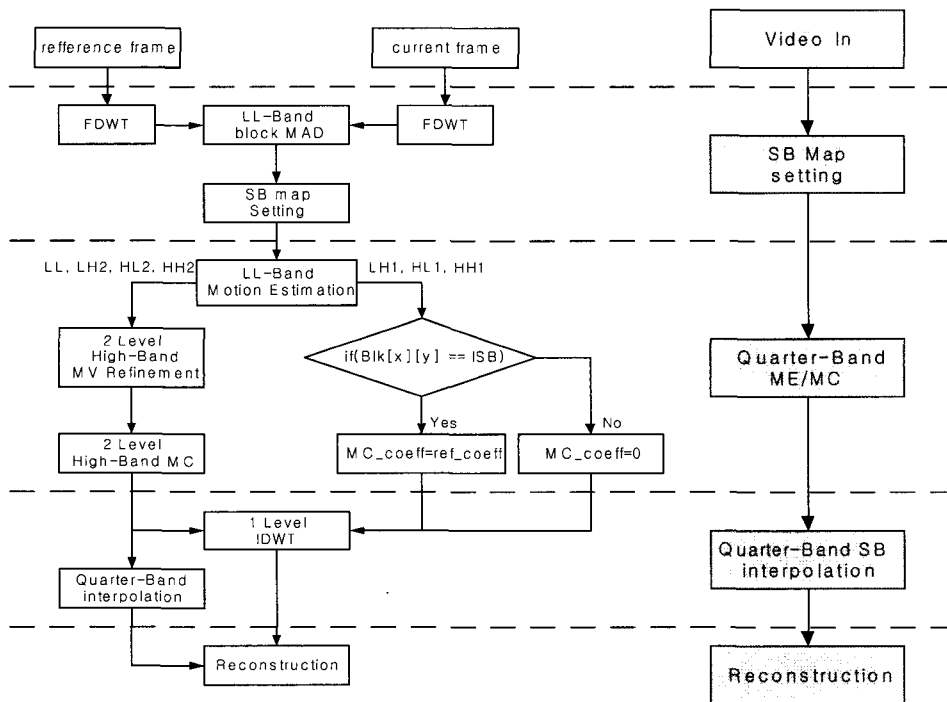 refference frame
current frame
Video In
FDWT
LL-Band
block MAD
FDWT
SB Map
setting
SB map
Setting
LL, LH2, HL2, HH2
LL-Band
Motion Estimation
LH1, HL1, HH1
2 Level
High-Band
MV Refinement
if(Blk[x][y] == ISB)
Quarter-Band
ME/MC
Yes
No
2 Level
High-Band MC
MC_coeff=ref_coeff
MC_coeff=0
1 Level
IDWT
Quarter-Band SB
interpolation
Quarter-Band
interpolation
Reconstruction
Reconstruction